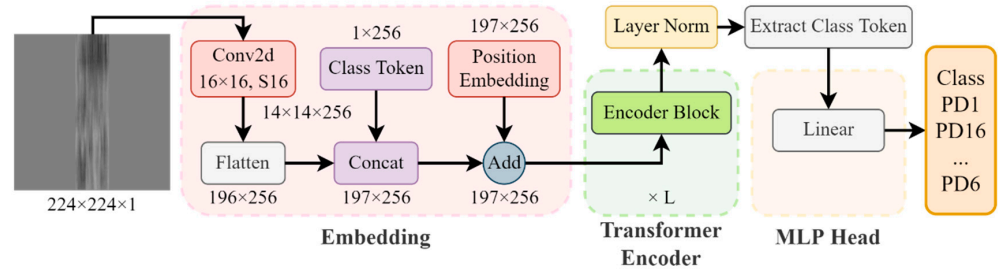 224×224×1
Conv2d
16×16, S16
14×14×256
Flatten
196×256
1×256
Class Token
Concat
197×256
197×256
Position
Embedding
Add
197×256
Embedding
Layer Norm
Encoder Block
× L
Transformer
Encoder
Extract Class Token
Linear
MLP Head
Class
PD1
PD16
...
PD6